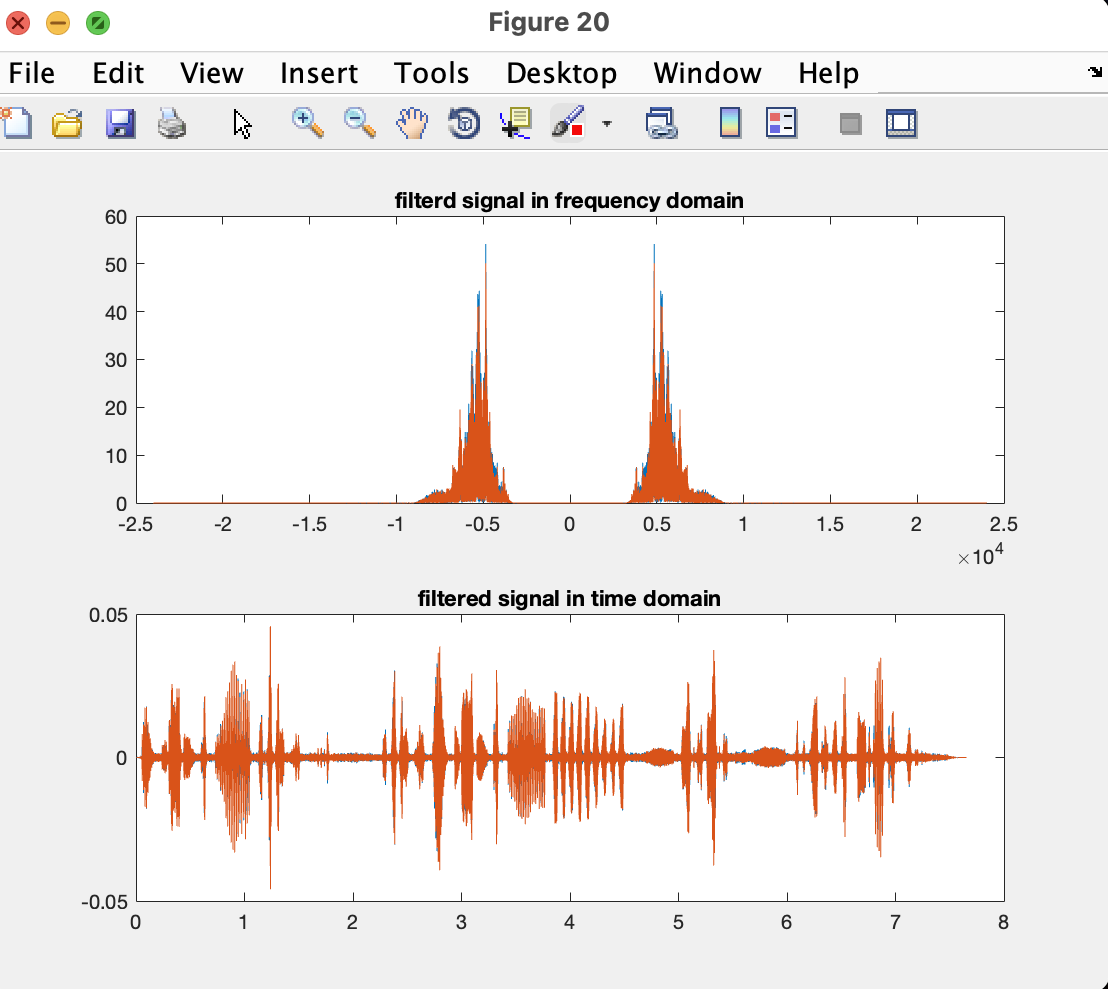 Figure 20
File Edit View Insert Tools Desktop Window Help
filterd signal in frequency domain
60
50
40
30
20
10
0
-2.5 -2 -1.5 -1 -0.5 0 0.5 1 1.5 2 2.5
×10⁴
filtered signal in time domain
0.05
0
-0.05
0 1 2 3 4 5 6 7 8